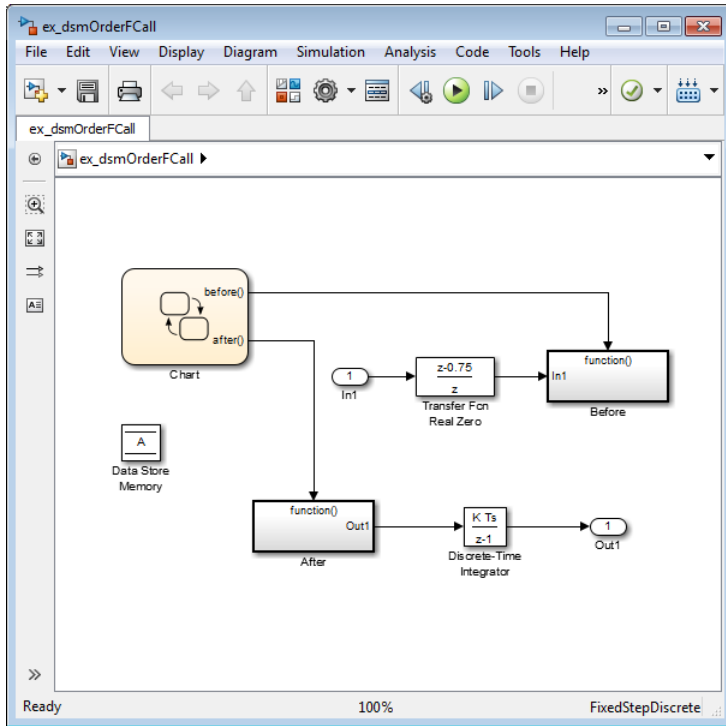 ex_dsmOrderFCall
File Edit View Display Diagram Simulation Analysis Code Tools Help
»
ex_dsmOrderFCall
ex_dsmOrderFCall
A
before()
after()
Chart
1
In1
z-0.75
z
Transfer Fcn
Real Zero
function()
In1
Before
A
Data Store
Memory
function()
Out1
After
K Ts
z-1
Discrete-Time
Integrator
1
Out1
»
Ready 100% FixedStepDiscrete